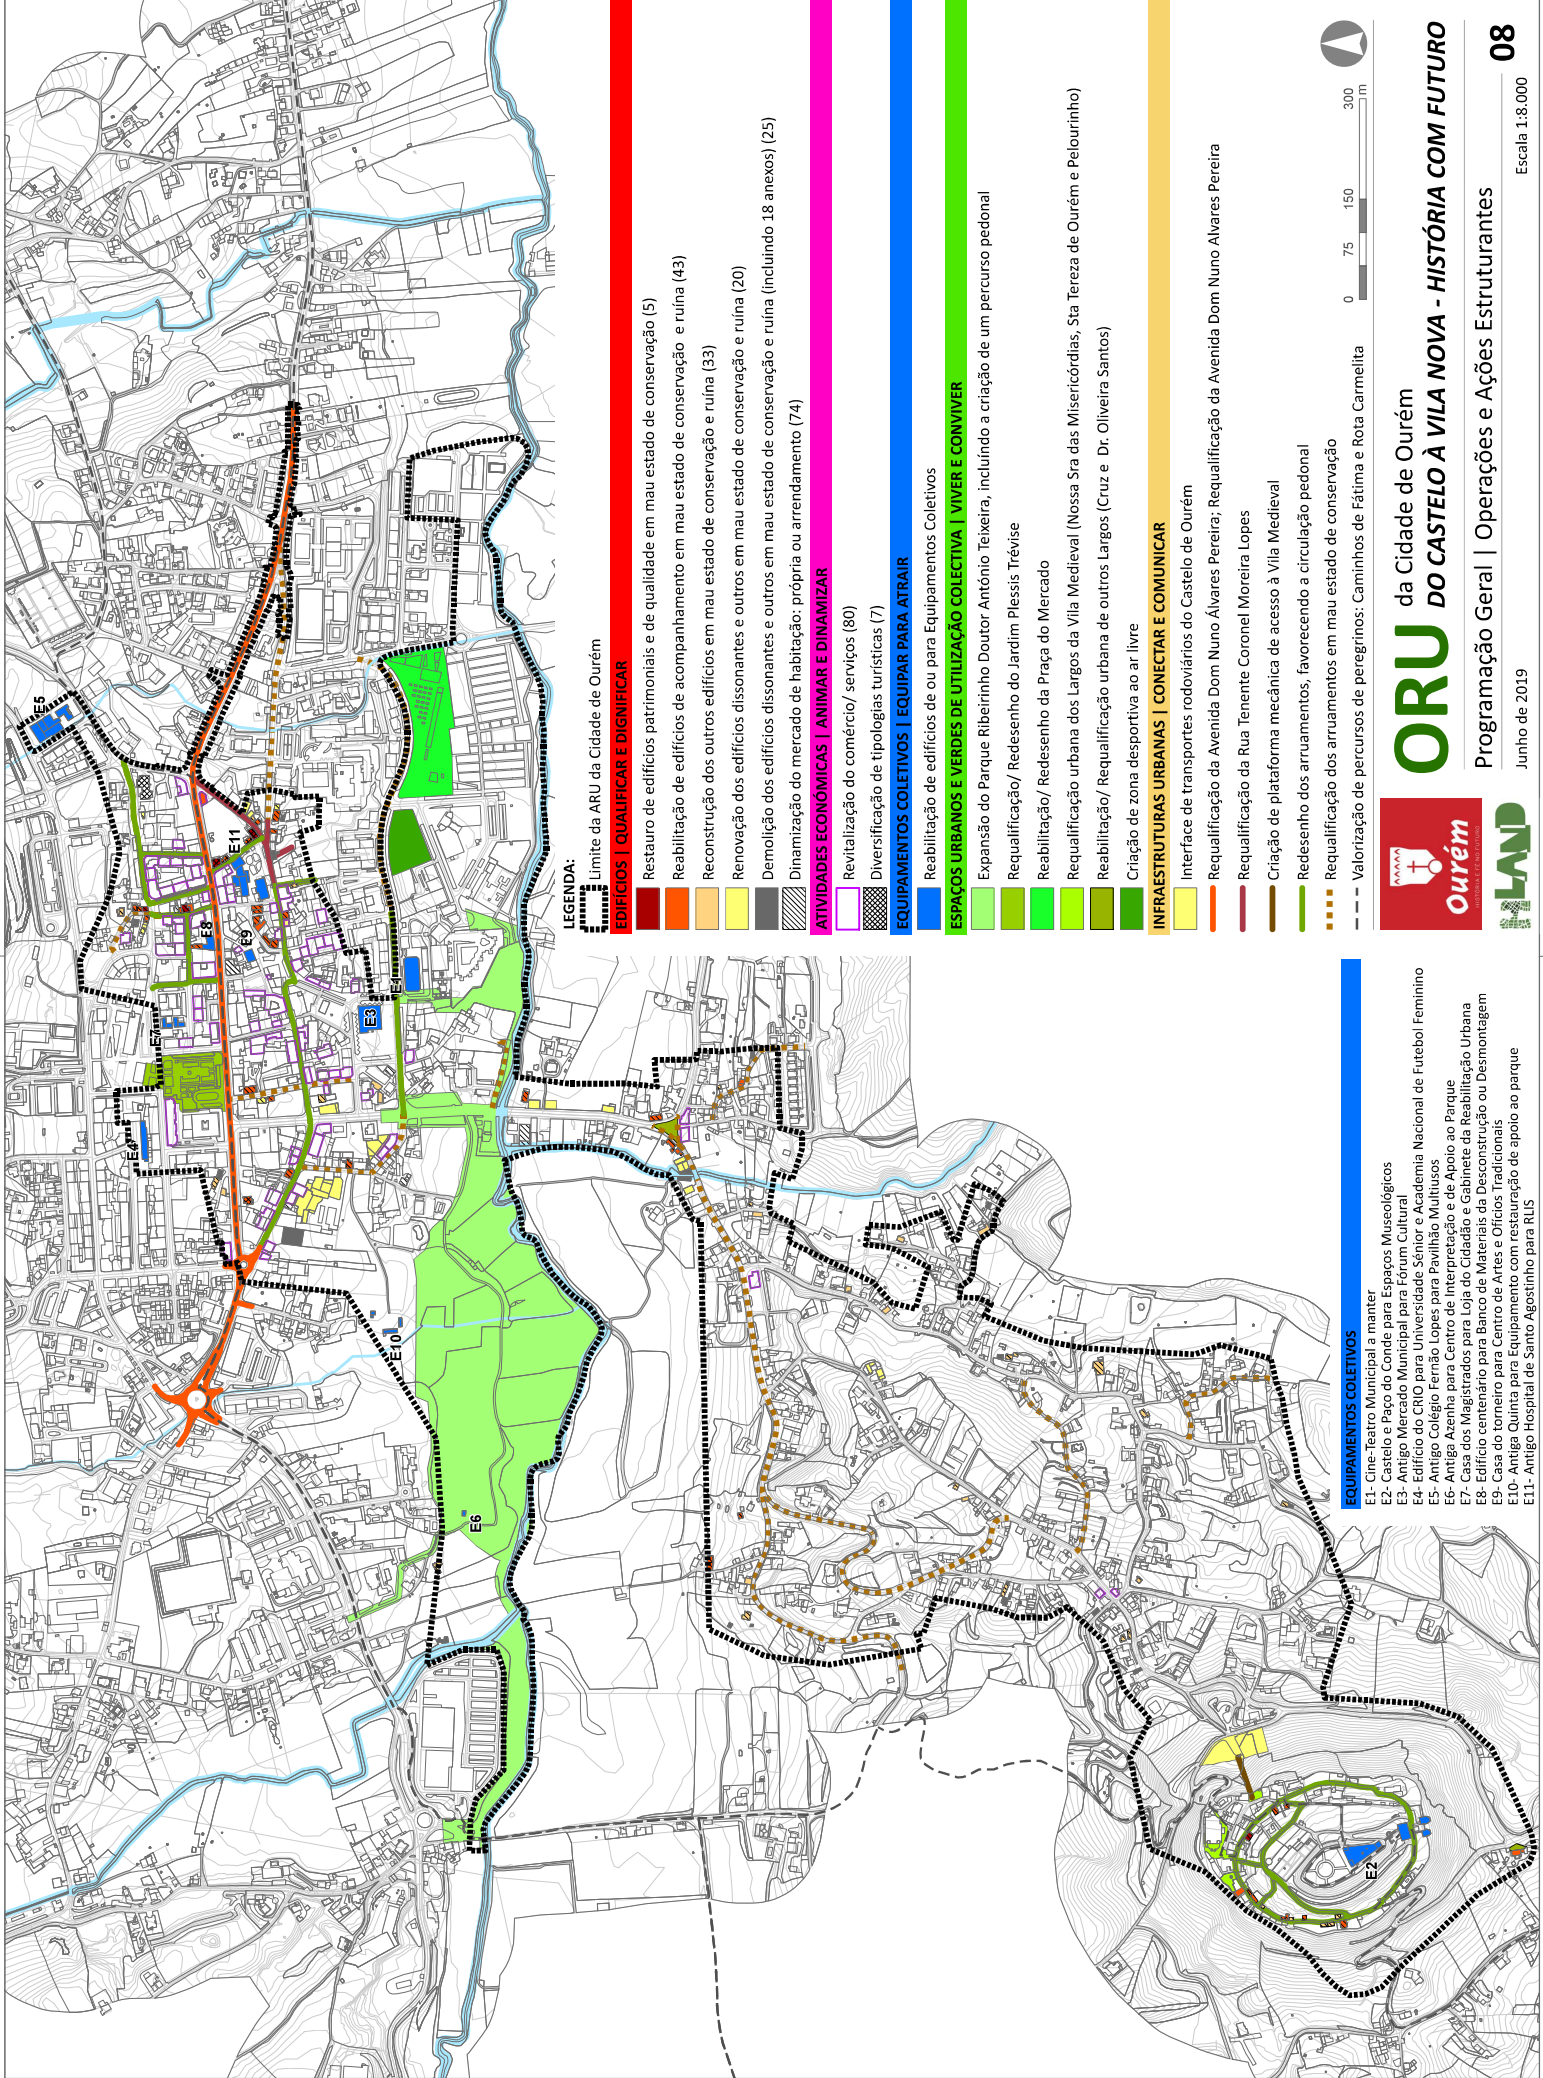 LEGENDA:
Limite da ARU da Cidade de Ourém
EDIFÍCIOS | QUALIFICAR E DIGNIFICAR
Restauro de edifícios patrimoniais e de qualidade em mau estado de conservação (5)
Reabilitação de edifícios de acompanhamento em mau estado de conservação e ruína (43)
Reconstrução dos outros edifícios em mau estado de conservação e ruína (33)
Renovação dos edifícios dissonantes e outros em mau estado de conservação e ruína (20)
Demolição dos edifícios dissonantes e outros em mau estado de conservação e ruína (incluindo 18 anexos) (25)
Dinamização do mercado de habitação: própria ou arrendamento (74)
ATIVIDADES ECONÓMICAS | ANIMAR E DINAMIZAR
Revitalização do comércio/ serviços (80)
Diversificação de tipologias turísticas (7)
EQUIPAMENTOS COLETIVOS | EQUIPAR PARA ATRAIR
Reabilitação de edifícios de ou para Equipamentos Coletivos
ESPAÇOS URBANOS E VERDES DE UTILIZAÇÃO COLECTIVA | VIVER E CONVIVER
Expansão do Parque Ribeirinho Doutor António Teixeira, incluindo a criação de um percurso pedonal
Requalificação/ Redesenho do Jardim Plessis Trévise
Reabilitação/ Redesenho da Praça do Mercado
Requalificação urbana dos Largos da Vila Medieval (Nossa Sra das Misericórdias, Sta Tereza de Ourém e Pelourinho)
Reabilitação/ Requalificação urbana de outros Largos (Cruz e Dr. Oliveira Santos)
Criação de zona desportiva ao ar livre
INFRAESTRUTURAS URBANAS | CONECTAR E COMUNICAR
Interface de transportes rodoviários do Castelo de Ourém
Requalificação da Avenida Dom Nuno Álvares Pereira; Requalificação da Avenida Dom Nuno Alvares Pereira
Requalificação da Rua Tenente Coronel Moreira Lopes
Criação de plataforma mecânica de acesso à Vila Medieval
Redesenho dos arruamentos, favorecendo a circulação pedonal
Requalificação dos arruamentos em mau estado de conservação
Valorização de percursos de peregrinos: Caminhos de Fátima e Rota Carmelita
0 75 150 300
m
Ourém
HISTÓRIA E FÉ NO FUTURO
LAND
ORU da Cidade de Ourém
DO CASTELO À VILA NOVA - HISTÓRIA COM FUTURO
Programação Geral | Operações e Ações Estruturantes
08
Junho de 2019
Escala 1:8.000
EQUIPAMENTOS COLETIVOS
E1- Cine-Teatro Municipal a manter
E2- Castelo e Paço do Conde para Espaços Museológicos
E3- Antigo Mercado Municipal para Fórum Cultural
E4- Edifício do CRIO para Universidade Sénior e Academia Nacional de Futebol Feminino
E5- Antigo Colégio Fernão Lopes para Pavilhão Multiusos
E6- Antiga Azenha para Centro de Interpretação e de Apoio ao Parque
E7- Casa dos Magistrados para Loja do Cidadão e Gabinete da Reabilitação Urbana
E8- Edifício centenário para Banco de Materiais da Desconstrução ou Desmontagem
E9- Casa do torneiro para Centro de Artes e Ofícios Tradicionais
E10- Antiga Quinta para Equipamento com restauração de apoio ao parque
E11- Antigo Hospital de Santo Agostinho para RLIS
E5
E11
E8
E9
E7
E1
E3
E4
E10
E6
E2